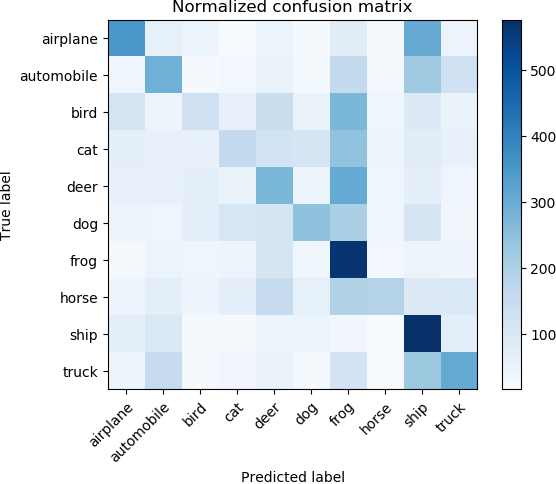 Normalized confusion matrix
True label
airplane
automobile
bird
cat
deer
dog
frog
horse
ship
truck
airplane
automobile
bird
cat
deer
dog
frog
horse
ship
truck
Predicted label
500
400
300
200
100